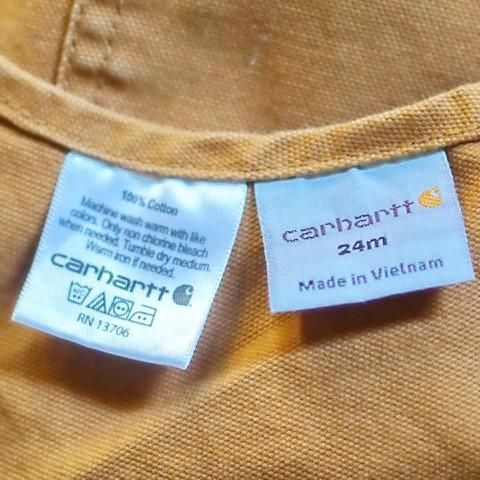 100% Cotton
Machine wash warm with like
colors. Only non chlorine bleach
when needed. Tumble dry medium.
Warm iron if needed.
carhartt
RN 13706
carhartt
24m
Made in Vietnam